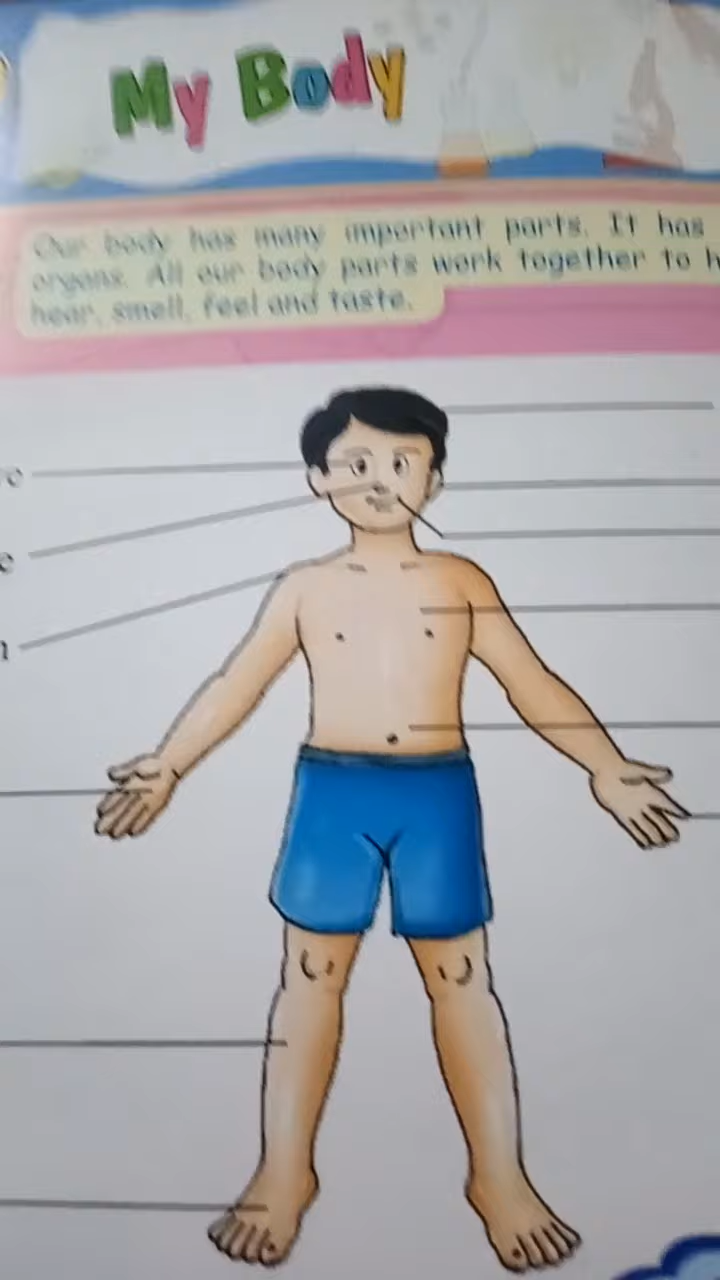 My Body
Our body has many important parts. It has
organs. All our body parts work together to h
hear, smell, feel and taste.